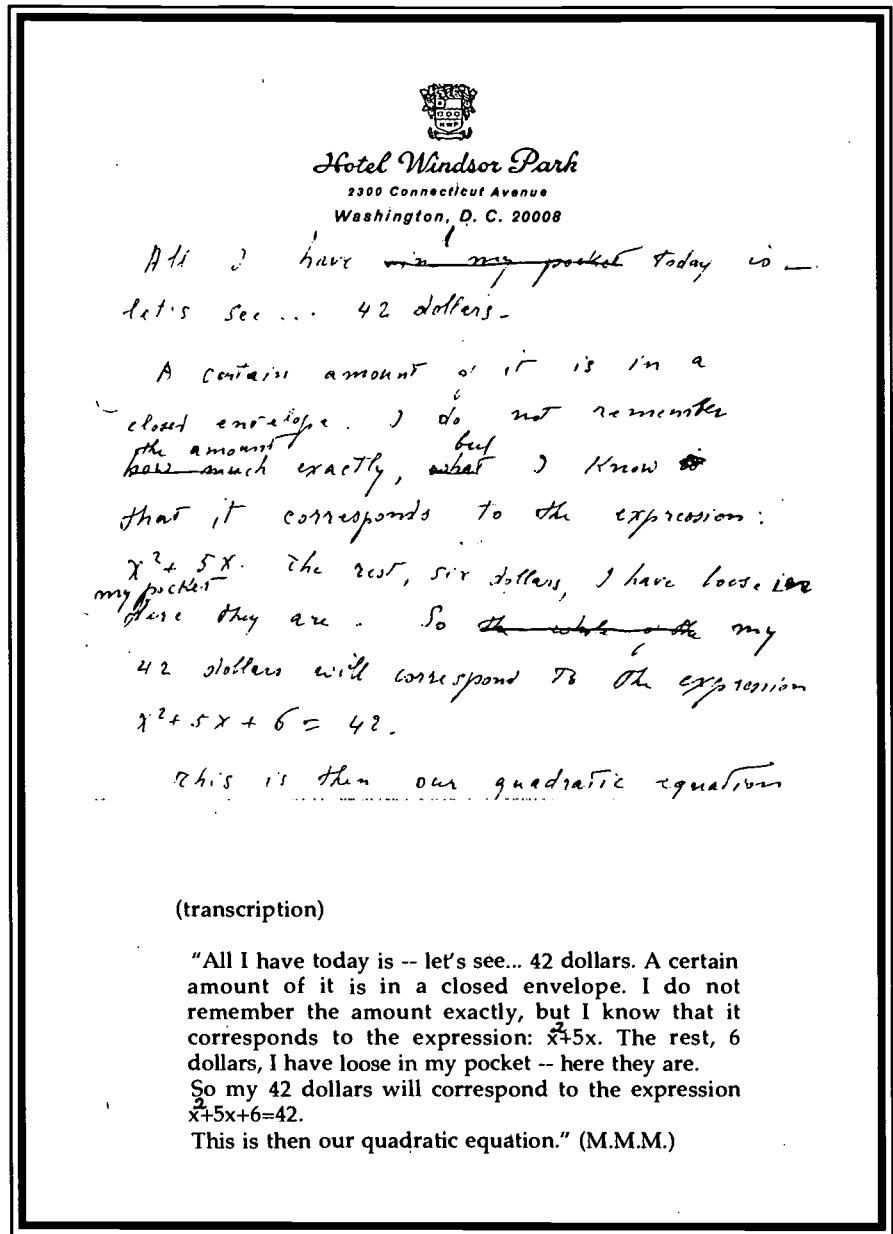 HWP
Hotel Windsor Park
2300 Connecticut Avenue
Washington, D. C. 20008
All I have in my pocket today is —
let's see ... 42 dollars -
A certain amount of it is in a
closed envelope. I do not remember
the amount but
how much exactly, what I know
that it corresponds to the expression:
x² + 5x. The rest, six dollars, I have loose in
my pocket
here they are. So the whole my
42 dollars will correspond to the expression
x² + 5x + 6 = 42.
This is then our quadratic equation
(transcription)
"All I have today is -- let's see... 42 dollars. A certain
amount of it is in a closed envelope. I do not
remember the amount exactly, but I know that it
corresponds to the expression: x²+5x. The rest, 6
dollars, I have loose in my pocket -- here they are.
So my 42 dollars will correspond to the expression
x²+5x+6=42.
This is then our quadratic equation." (M.M.M.)